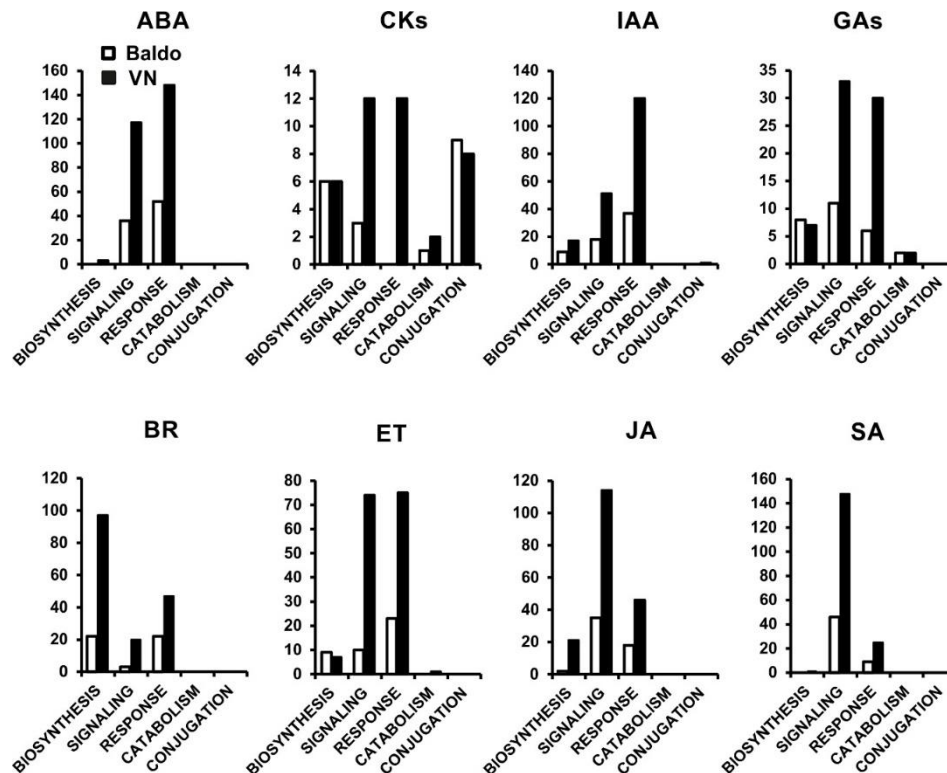 ABA
CKs
IAA
GAs
Baldo
VN
160
140
120
100
80
60
40
20
0
BIOSYNTHESIS
SIGNALING
RESPONSE
CATABOLISM
CONJUGATION
14
12
10
8
6
4
2
0
BIOSYNTHESIS
SIGNALING
RESPONSE
CATABOLISM
CONJUGATION
140
120
100
80
60
40
20
0
BIOSYNTHESIS
SIGNALING
RESPONSE
CATABOLISM
CONJUGATION
35
30
25
20
15
10
5
0
BIOSYNTHESIS
SIGNALING
RESPONSE
CATABOLISM
CONJUGATION
BR
ET
JA
SA
120
100
80
60
40
20
0
BIOSYNTHESIS
SIGNALING
RESPONSE
CATABOLISM
CONJUGATION
80
70
60
50
40
30
20
10
0
BIOSYNTHESIS
SIGNALING
RESPONSE
CATABOLISM
CONJUGATION
120
100
80
60
40
20
0
BIOSYNTHESIS
SIGNALING
RESPONSE
CATABOLISM
CONJUGATION
160
140
120
100
80
60
40
20
0
BIOSYNTHESIS
SIGNALING
RESPONSE
CATABOLISM
CONJUGATION